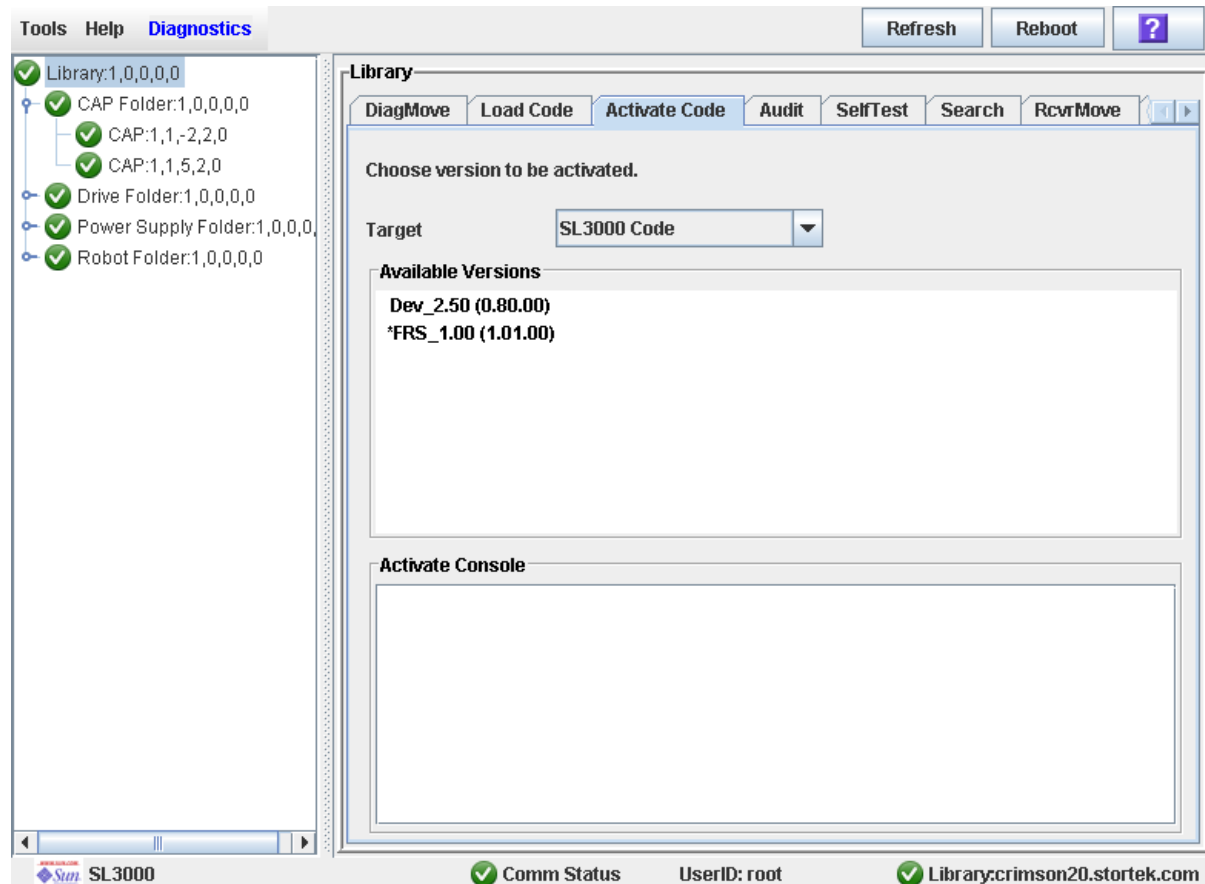 Tools Help Diagnostics Refresh Reboot ?
Library:1,0,0,0,0
CAP Folder:1,0,0,0,0
CAP:1,1,-2,2,0
CAP:1,1,5,2,0
Drive Folder:1,0,0,0,0
Power Supply Folder:1,0,0,0,
Robot Folder:1,0,0,0,0
Library
DiagMove Load Code Activate Code Audit SelfTest Search RcvrMove
Choose version to be activated.
Target SL3000 Code
Available Versions
Dev_2.50 (0.80.00)
*FRS_1.00 (1.01.00)
Activate Console
Sun SL3000 Comm Status UserID: root Library:crimson20.stortek.com